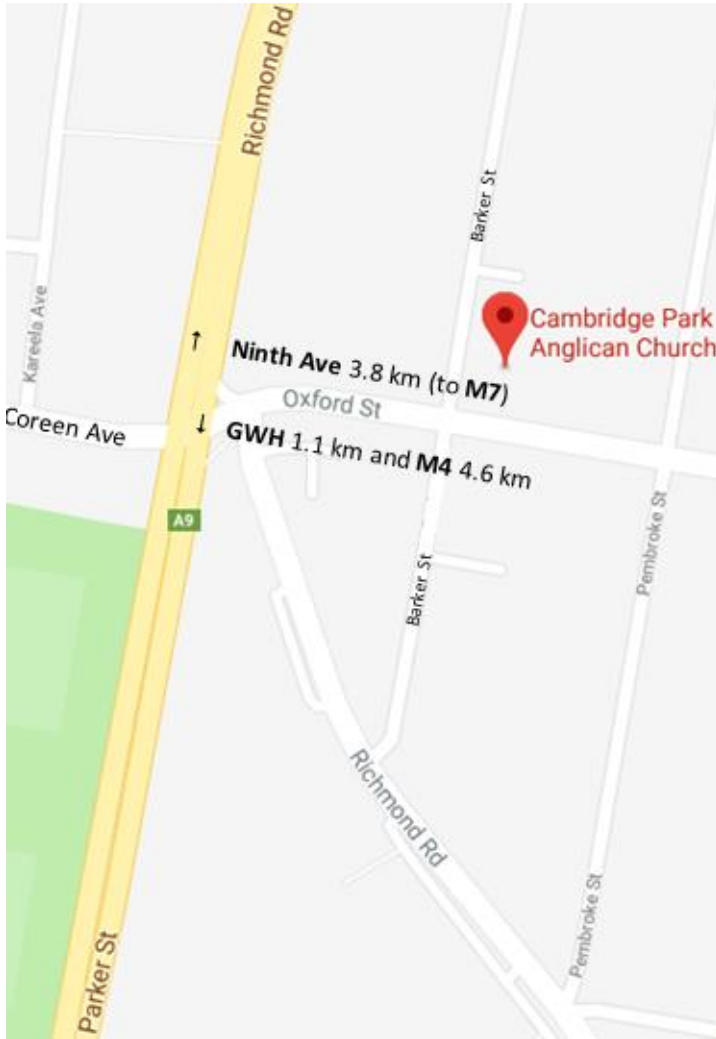 Richmond Rd
Barker St
Kareela Ave
Cambridge Park
Anglican Church
↑
Ninth Ave 3.8 km (to M7)
Oxford St
Coreen Ave
↓
GWH 1.1 km and M4 4.6 km
A9
Pembroke St
Barker St
Richmond Rd
Pembroke St
Parker St